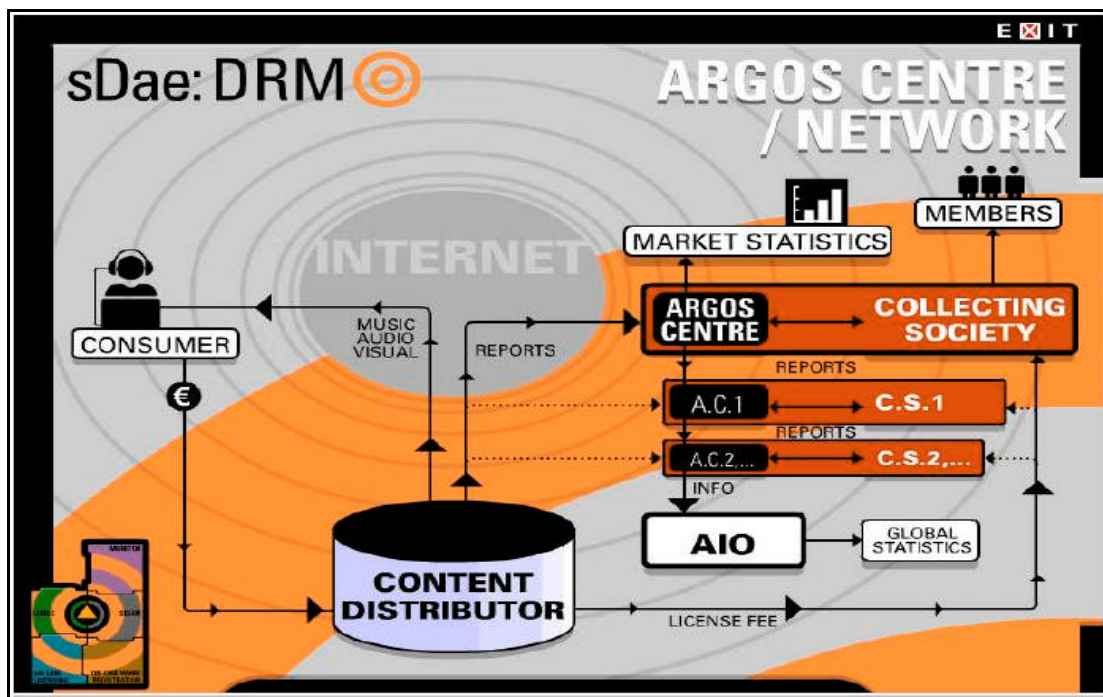 EXIT
sDae: DRM
ARGOS CENTRE
/ NETWORK
MEMBERS
MARKET STATISTICS
INTERNET
ARGOS
CENTRE
COLLECTING
SOCIETY
CONSUMER
MUSIC
AUDIO
VISUAL
REPORTS
REPORTS
€
A.C.1
C.S.1
REPORTS
A.C.2,...
C.S.2,...
INFO
AIO
GLOBAL
STATISTICS
CONTENT
DISTRIBUTOR
LICENSE FEE
MONITOR